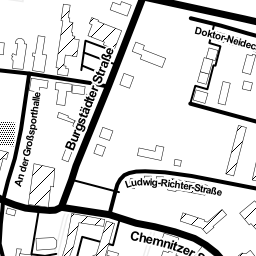 Doktor-Neidec
Burgstädter Straße
An der Großsporthalle
Ludwig-Richter-Straße
Chemnitzer S